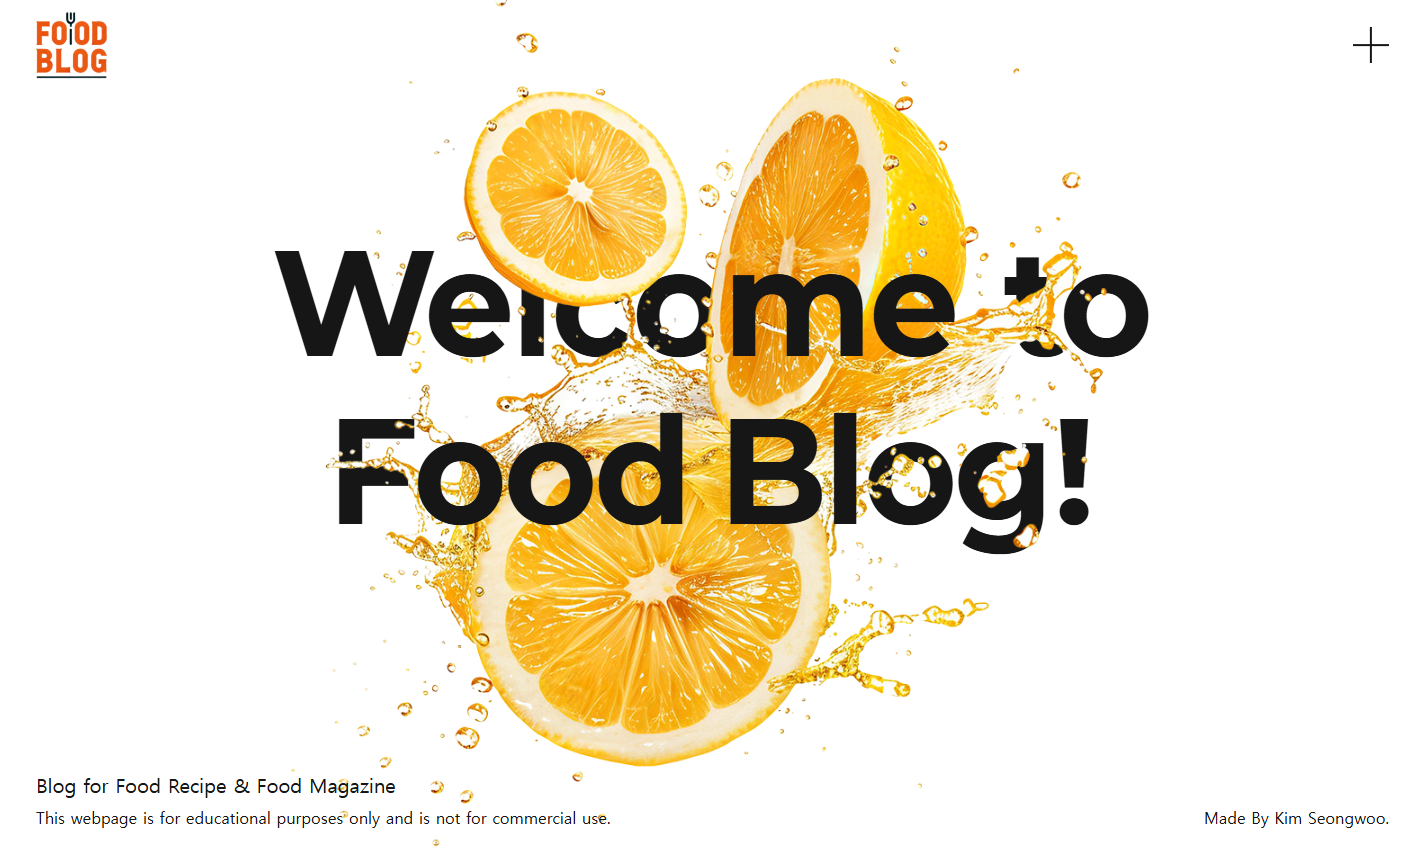 FOOD
BLOG
Welcome to
Food Blog!
Blog for Food Recipe & Food Magazine
This webpage is for educational purposes only and is not for commercial use.
Made By Kim Seongwoo.